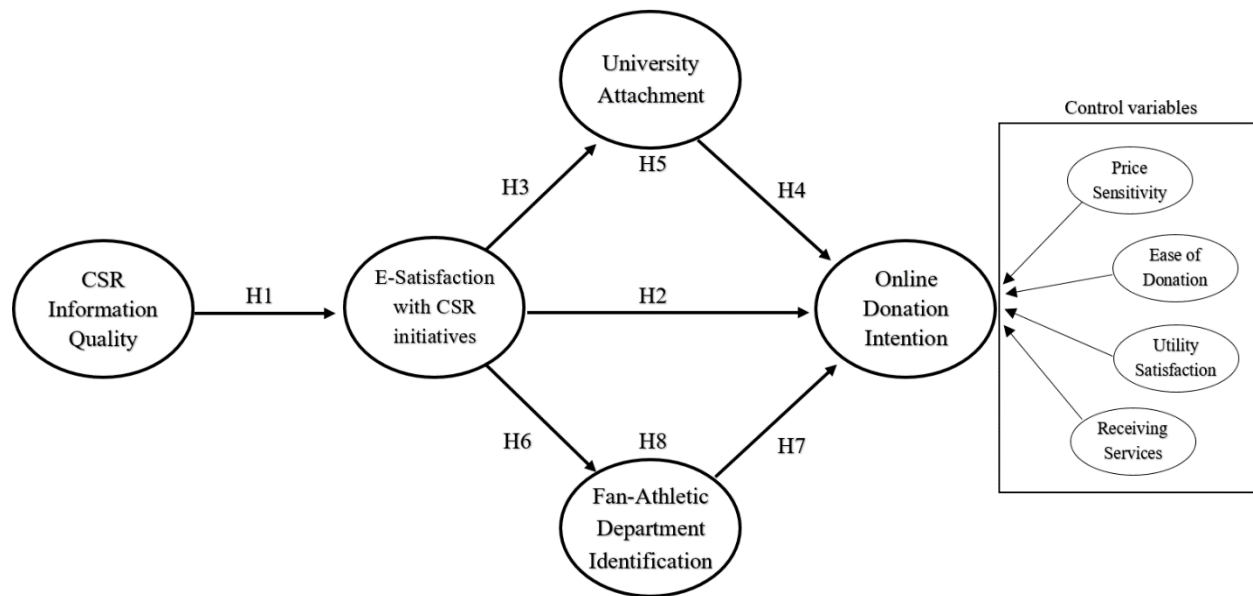 University
Attachment
Control variables
H5
Price
Sensitivity
H3
H4
CSR
Information
Quality
H1
E-Satisfaction
with CSR
initiatives
H2
Online
Donation
Intention
Ease of
Donation
Utility
Satisfaction
H6
H8
H7
Receiving
Services
Fan-Athletic
Department
Identification